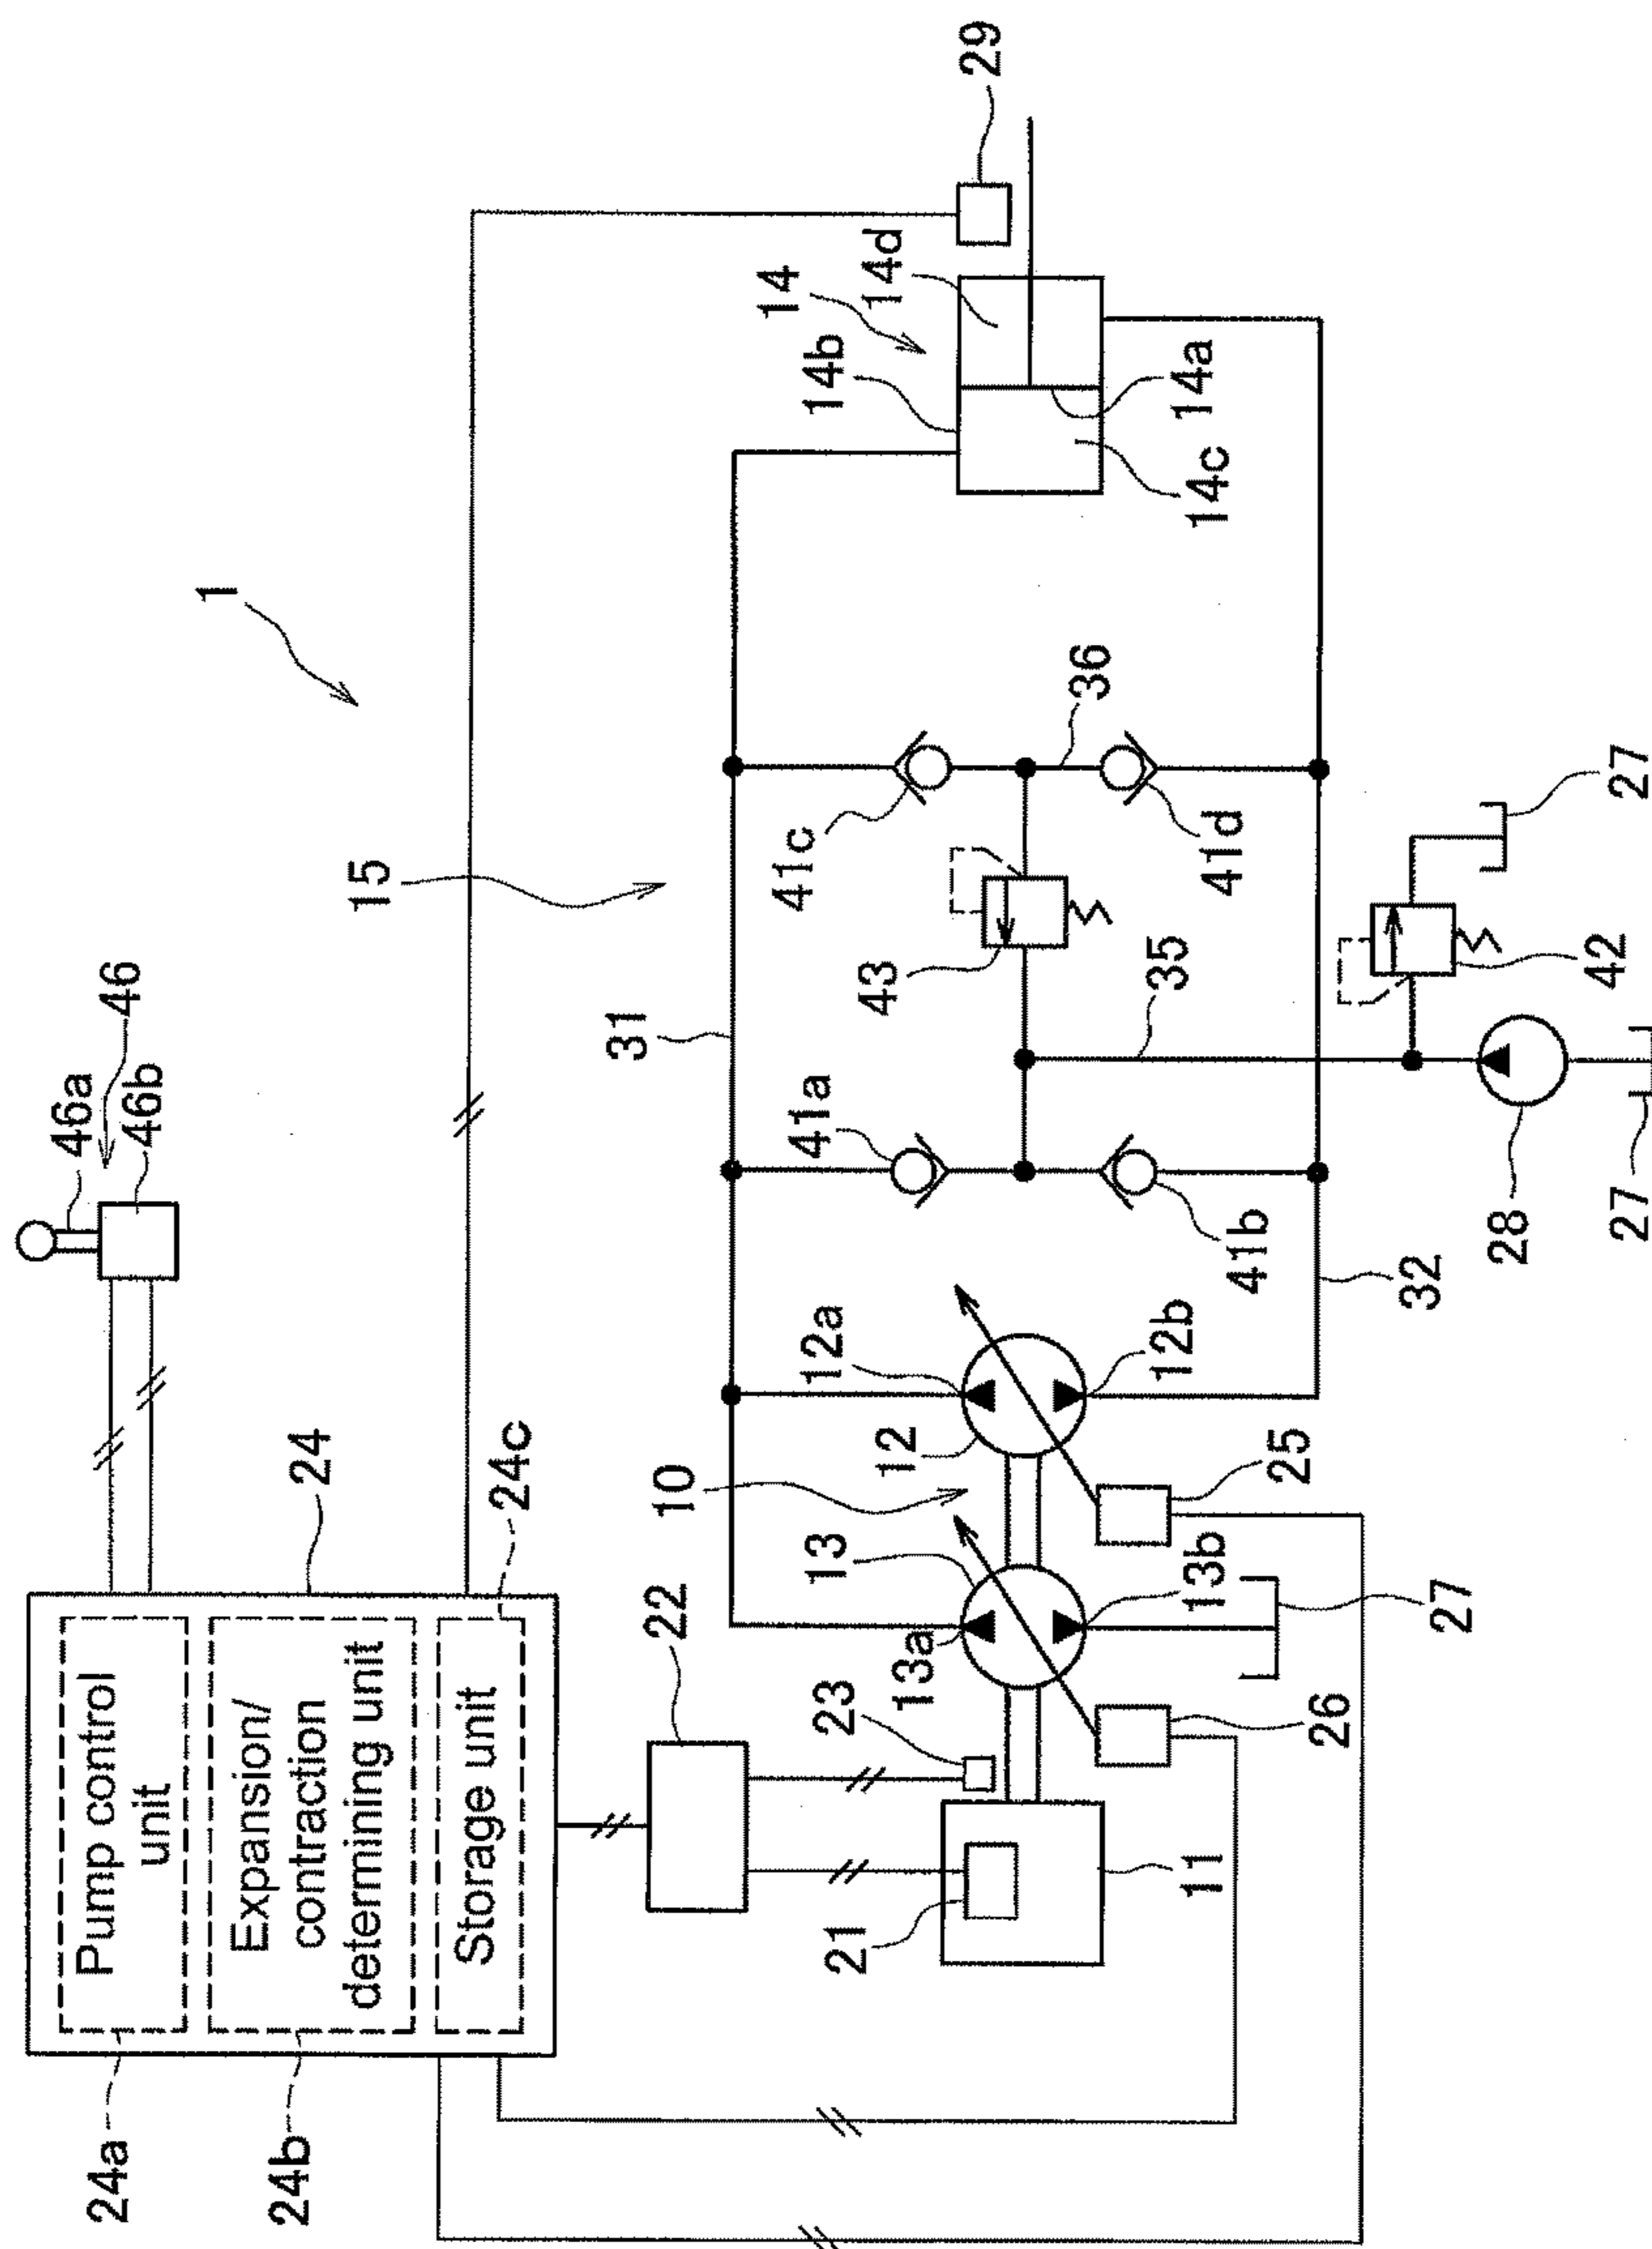 1
46
46a
46b
24
24a
Pump control
unit
24b
Expansion/
contraction
determining unit
24c
Storage unit
15
22
23
21
11
10
13
13a
13b
12
12a
12b
26
25
27
31
41a
41b
32
43
35
41c
41d
36
28
27
42
27
14
14b
14d
14a
14c
29